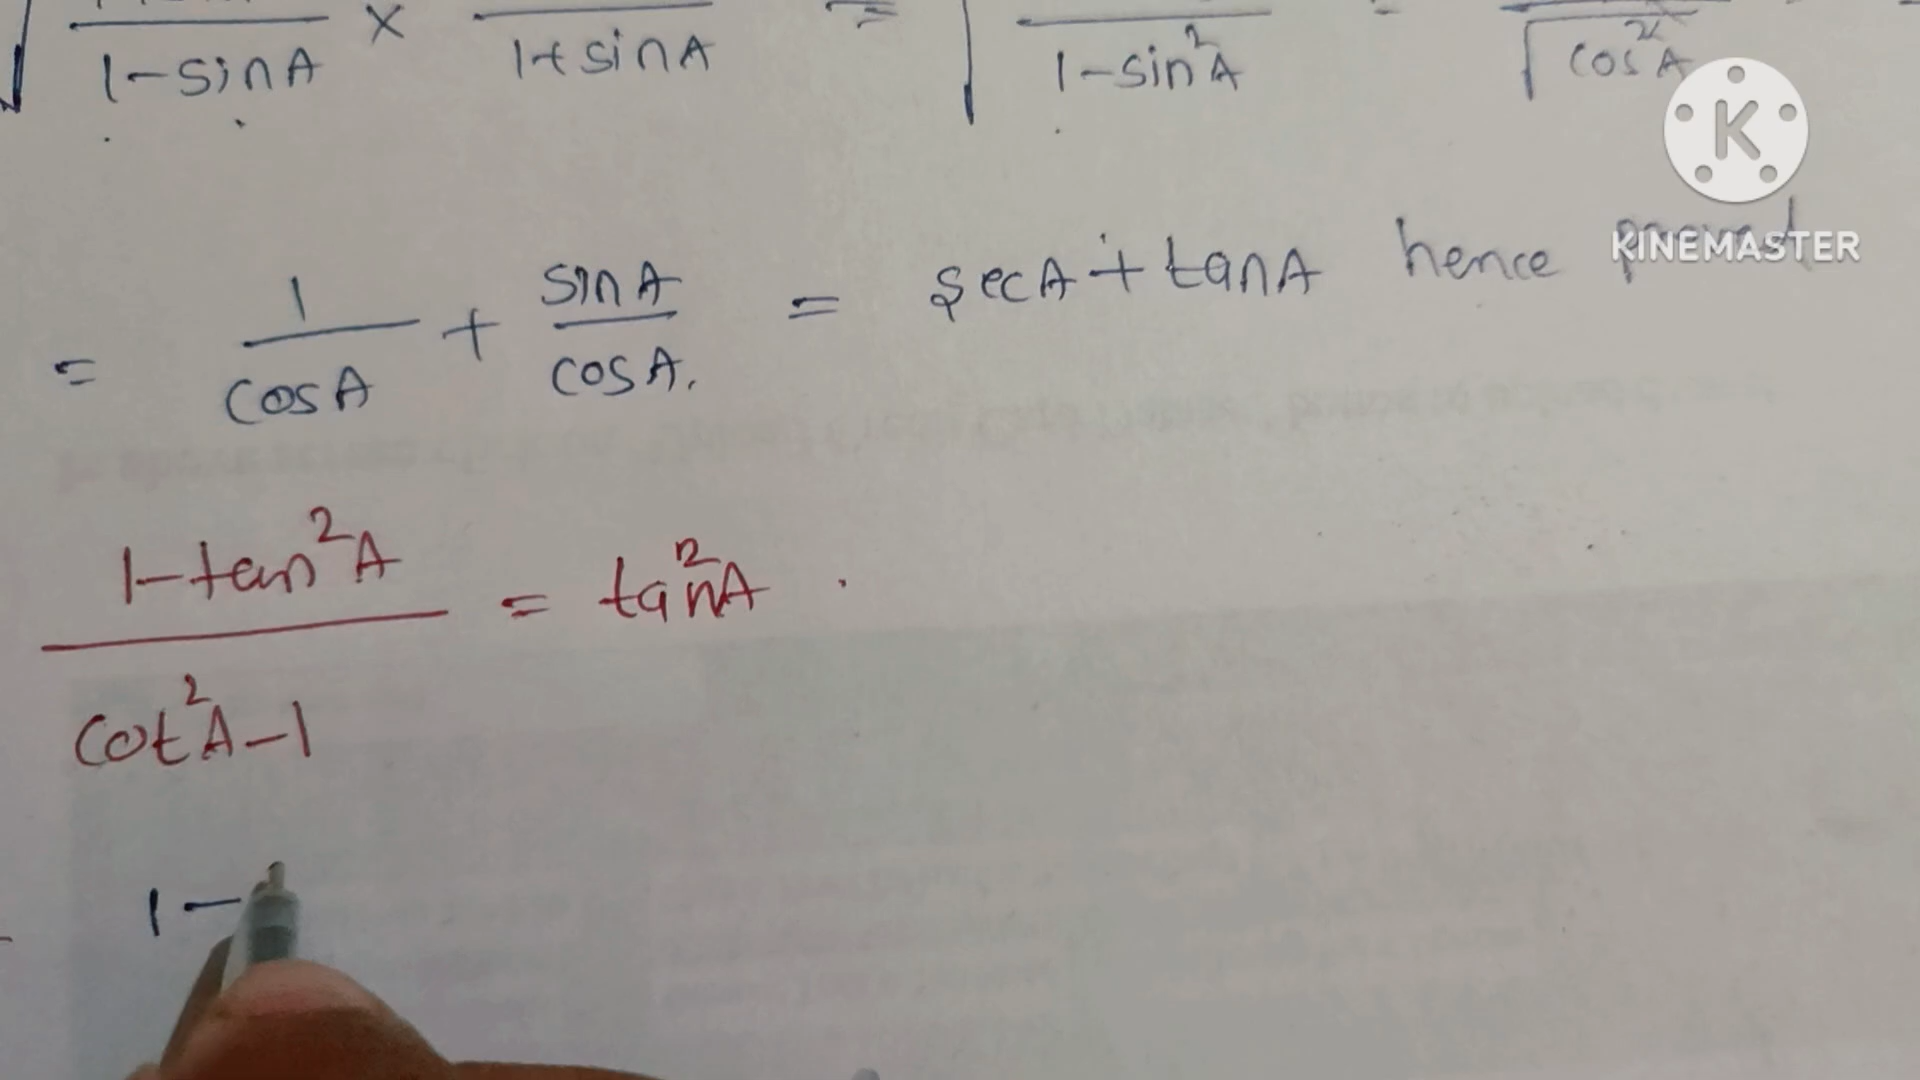 √ 1-sinA × 1+sinA = √ 1-sin²A = √cos²A
K
KINEMASTER
= 1/cosA + sinA/cosA. = secA + tanA hence
1-tan²A/cot²A-1 = tan²A .
1 -